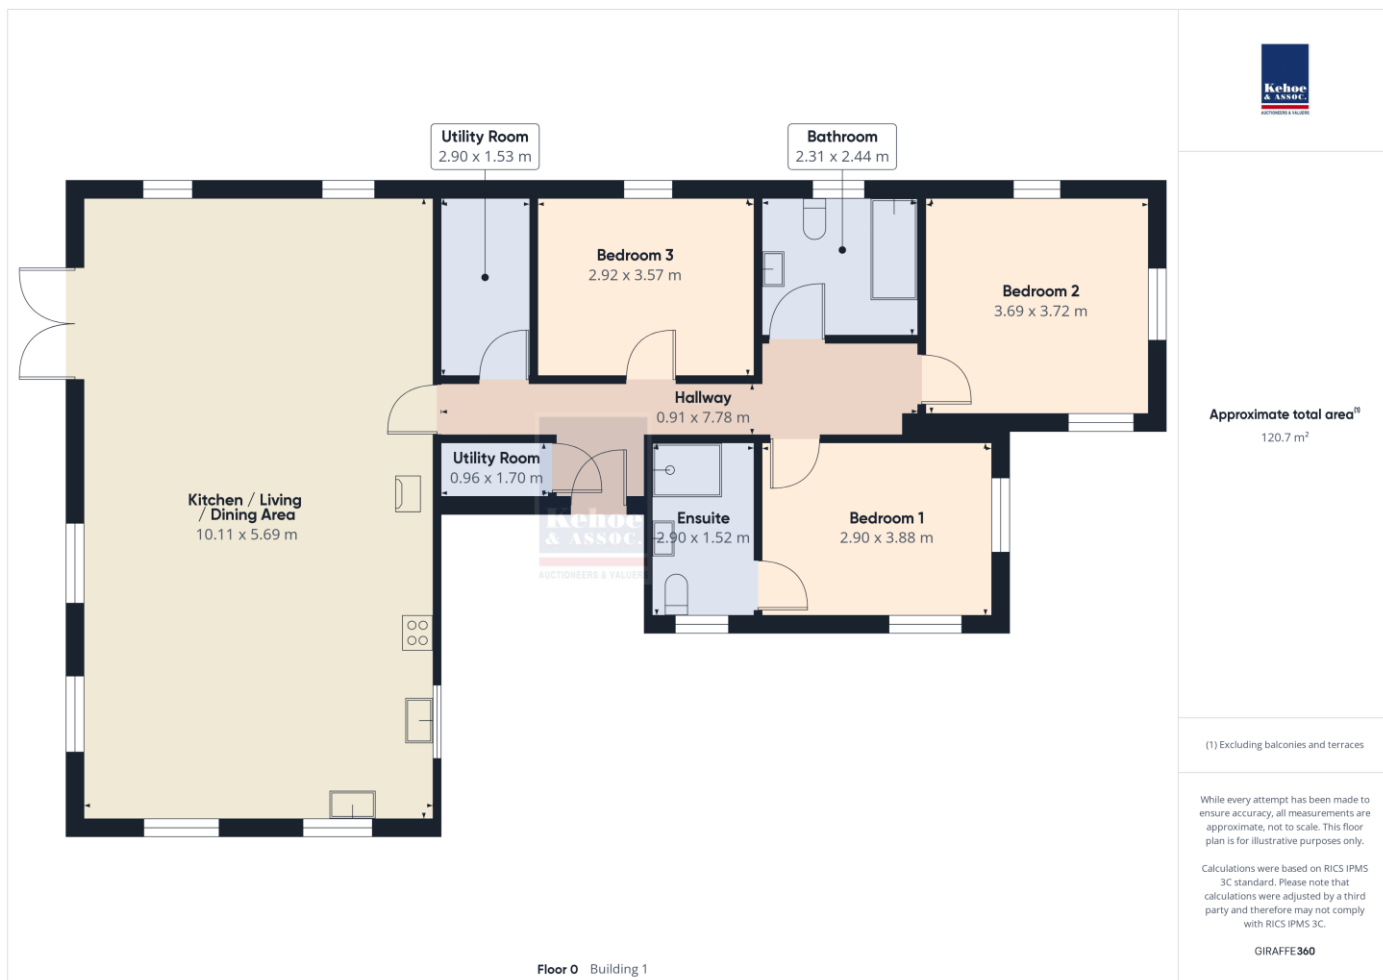 Kehoe
& ASSOC.
AUCTIONEERS & VALUERS
Utility Room
2.90 x 1.53 m
Bathroom
2.31 x 2.44 m
Bedroom 3
2.92 x 3.57 m
Bedroom 2
3.69 x 3.72 m
Hallway
0.91 x 7.78 m
Utility Room
0.96 x 1.70 m
Kitchen / Living
/ Dining Area
10.11 x 5.69 m
Ensuite
2.90 x 1.52 m
Bedroom 1
2.90 x 3.88 m
Kehoe
& ASSOC.
AUCTIONEERS & VALUERS
Approximate total area(1)
120.7 m²
(1) Excluding balconies and terraces
While every attempt has been made to
ensure accuracy, all measurements are
approximate, not to scale. This floor
plan is for illustrative purposes only.
Calculations were based on RICS IPMS
3C standard. Please note that
calculations were adjusted by a third
party and therefore may not comply
with RICS IPMS 3C.
GIRAFFE360
Floor 0 Building 1